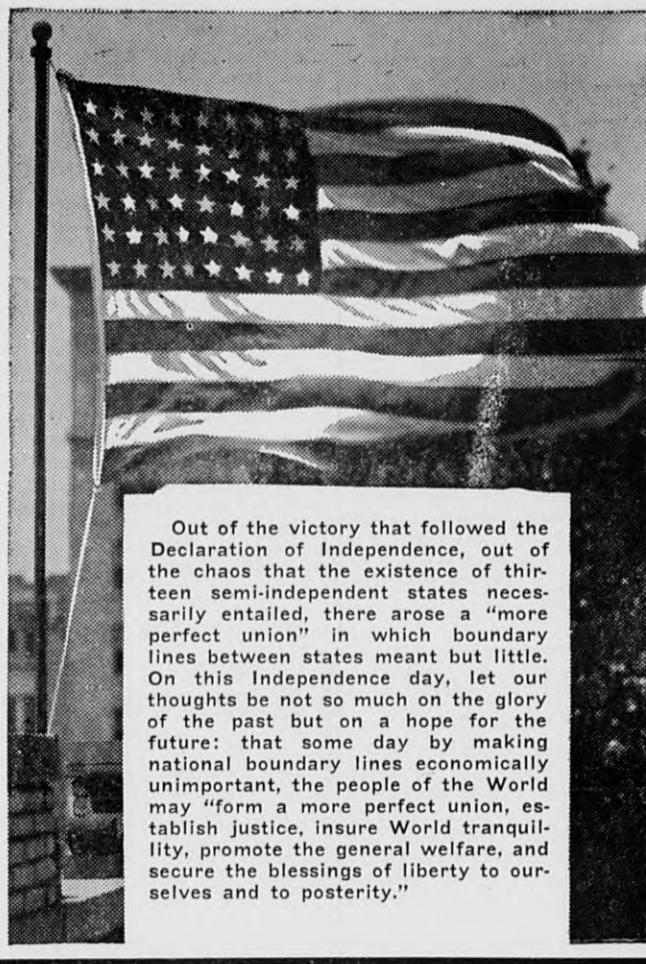 Out of the victory that followed the
Declaration of Independence, out of
the chaos that the existence of thir-
teen semi-independent states neces-
sarily entailed, there arose a “more
perfect union” in which boundary
lines between states meant but little.
On this Independence day, let our
thoughts be not so much on the glory
of the past but on a hope for the
future: that some day by making
national boundary lines economically
unimportant, the people of the World
may “form a more perfect union, es-
tablish justice, insure World tranquil-
lity, promote the general welfare, and
secure the blessings of liberty to our-
selves and to posterity.”